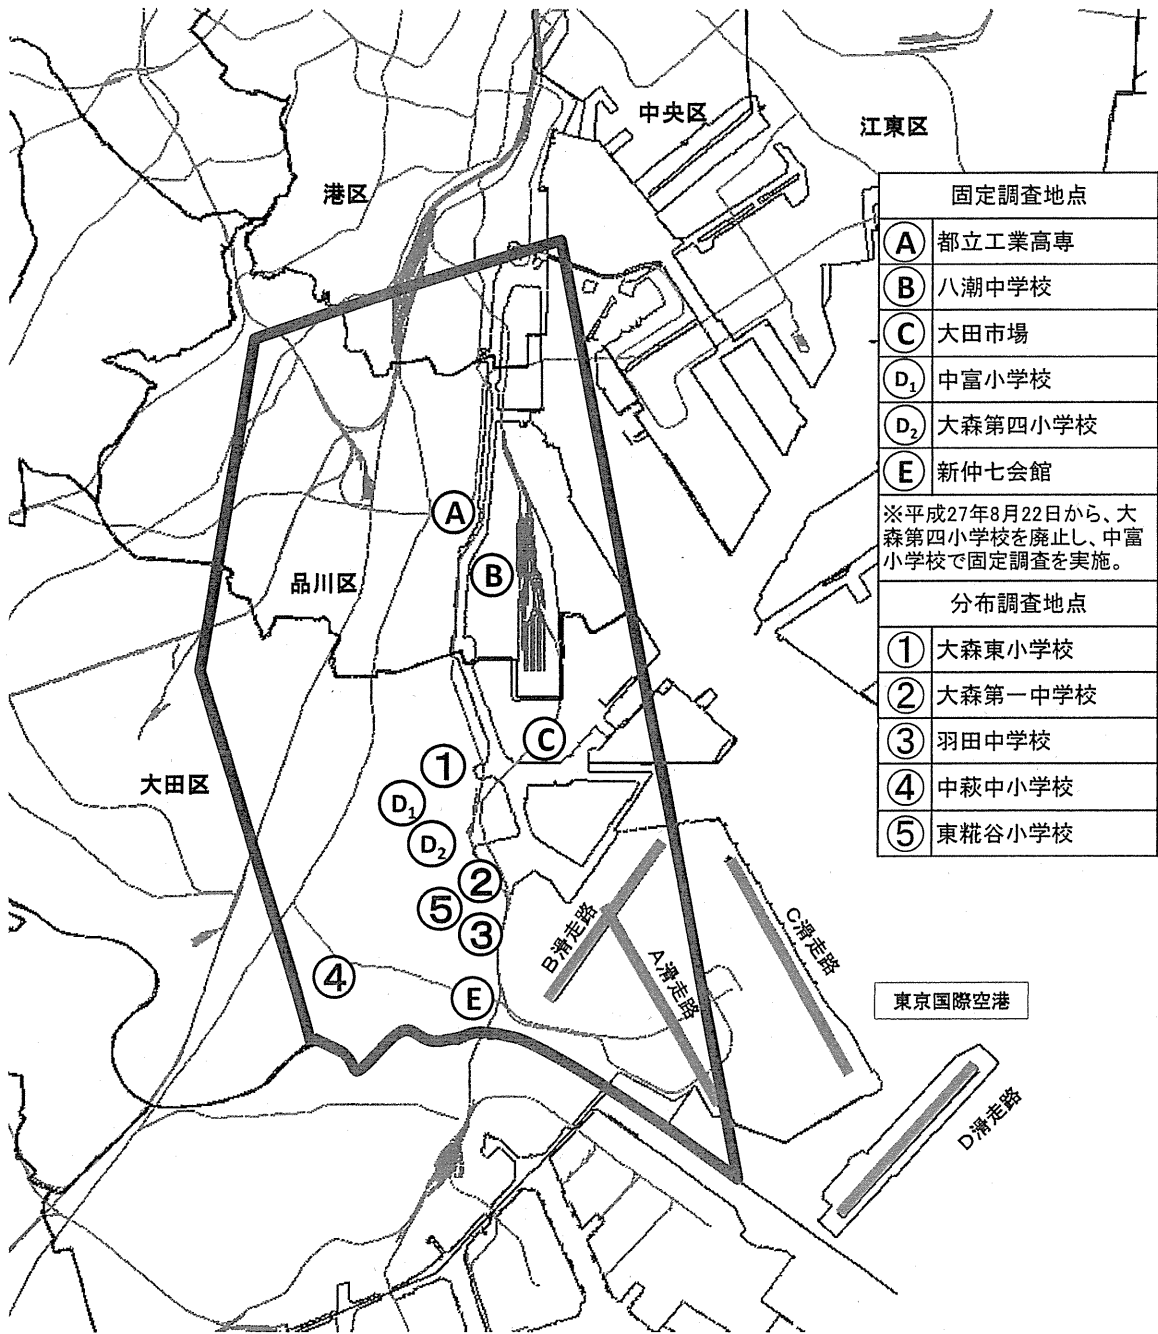 中央区
江東区
港区
品川区
大田区
A
B
C
1
D1
D2
2
5
3
4
E
B滑走路
A滑走路
C滑走路
D滑走路
東京国際空港
固定調査地点
A 都立工業高専
B 八潮中学校
C 大田市場
D1 中富小学校
D2 大森第四小学校
E 新仲七会館
※平成27年8月22日から、大
森第四小学校を廃止し、中富
小学校で固定調査を実施。
分布調査地点
① 大森東小学校
② 大森第一中学校
③ 羽田中学校
④ 中萩中小学校
⑤ 東糀谷小学校